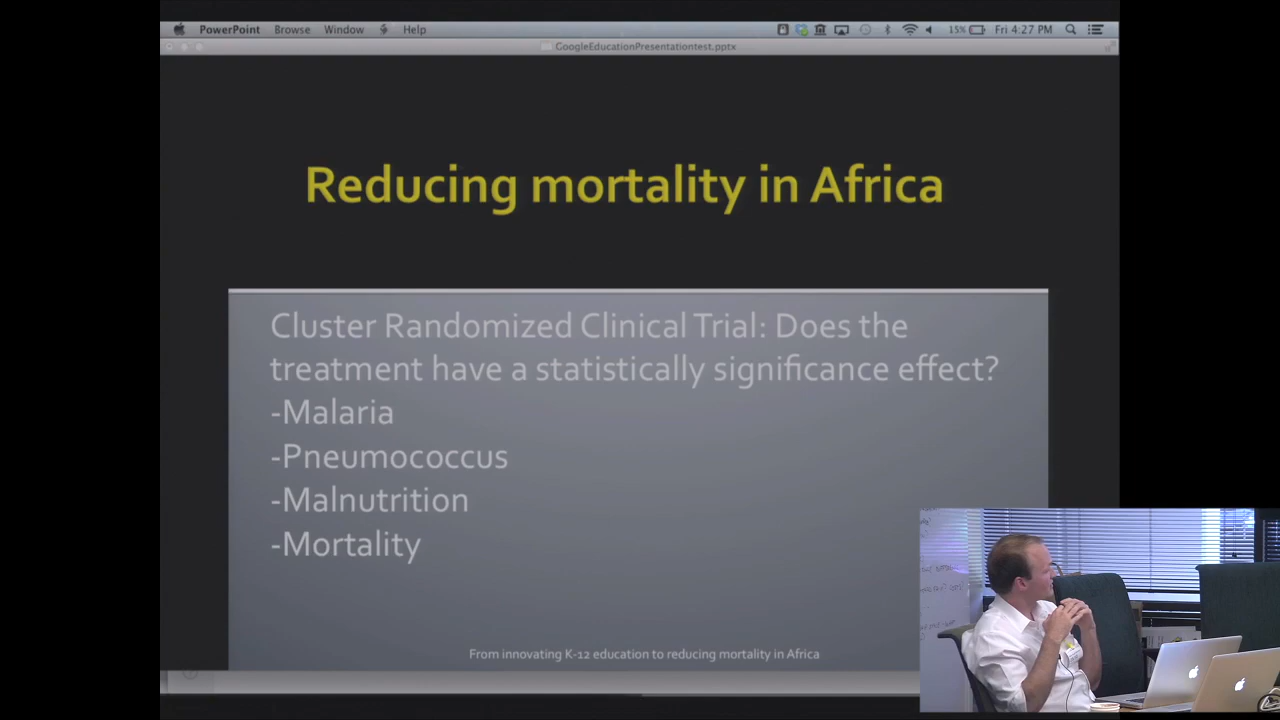 PowerPoint Browse Window Help 15% Fri 4:27 PM
GoogleEducationPresentationtest.pptx
Reducing mortality in Africa
Cluster Randomized Clinical Trial: Does the
treatment have a statistically significance effect?
-Malaria
-Pneumococcus
-Malnutrition
-Mortality
From innovating K-12 education to reducing mortality in Africa